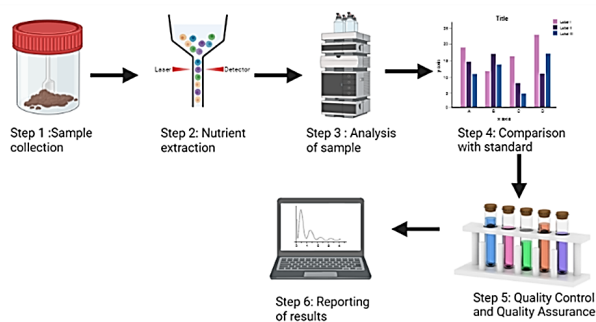 Laser
Detector
Title
A
B
C
D
Step 1 :Sample
collection
Step 2: Nutrient
extraction
Step 3 : Analysis
of sample
Step 4: Comparison
with standard
Step 5: Quality Control
and Quality Assurance
Step 6: Reporting
of results